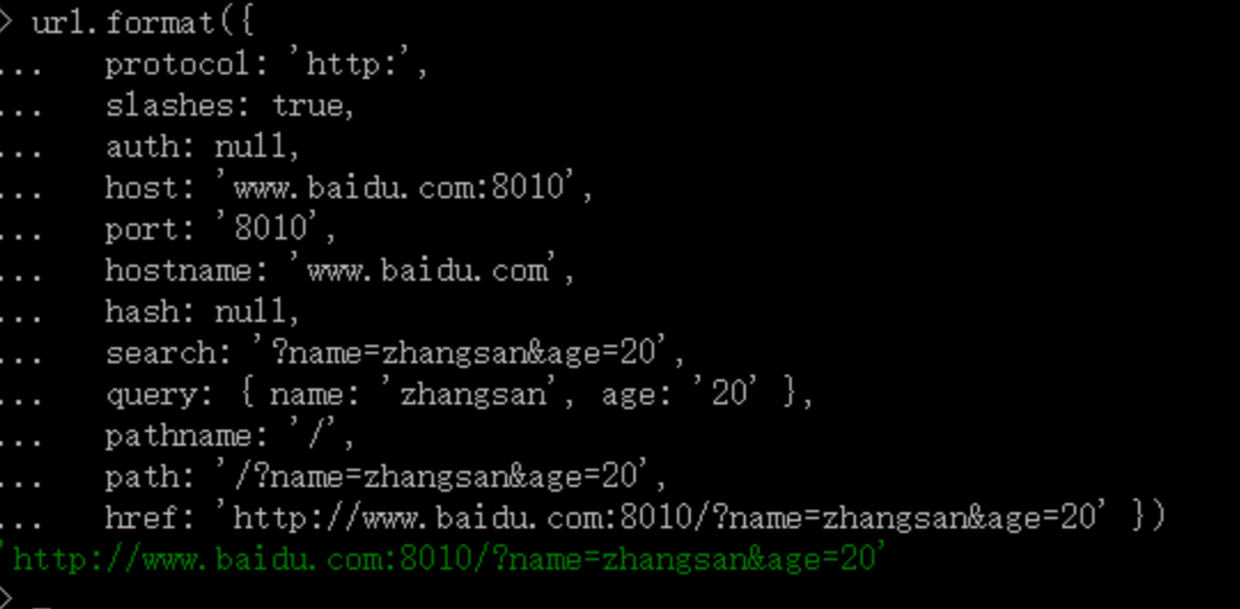 > url.format({
...   protocol: 'http:',
...   slashes: true,
...   auth: null,
...   host: 'www.baidu.com:8010',
...   port: '8010',
...   hostname: 'www.baidu.com',
...   hash: null,
...   search: '?name=zhangsan&age=20',
...   query: { name: 'zhangsan', age: '20' },
...   pathname: '/',
...   path: '/?name=zhangsan&age=20',
...   href: 'http://www.baidu.com:8010/?name=zhangsan&age=20' })
'http://www.baidu.com:8010/?name=zhangsan&age=20'
> _